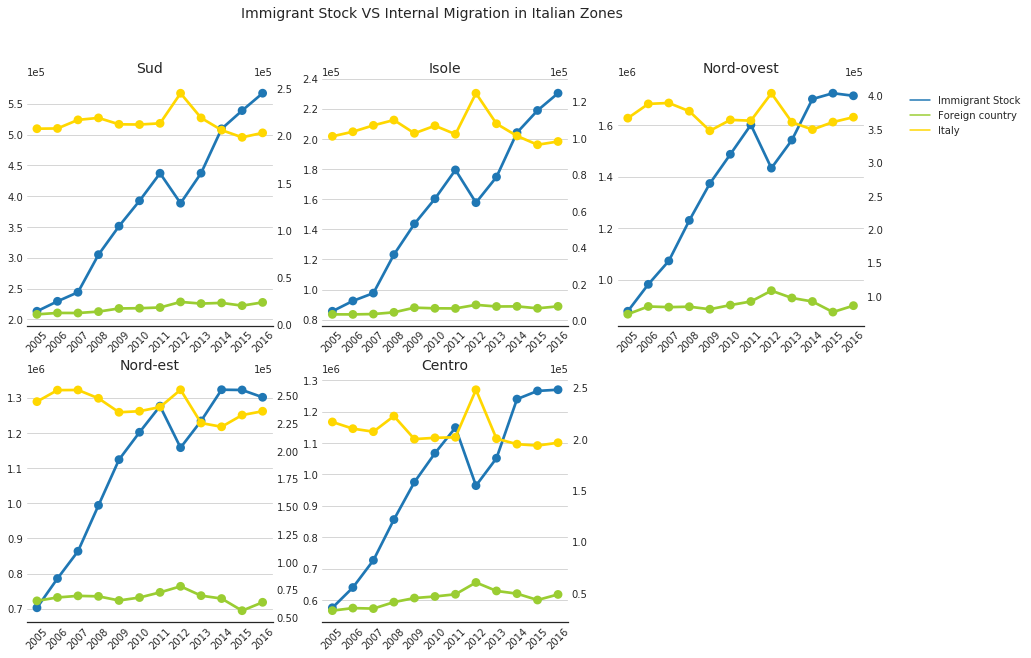 Immigrant Stock VS Internal Migration in Italian Zones
Sud
1e5
1e5
5.5
5.0
4.5
4.0
3.5
3.0
2.5
2.0
2.5
2.0
1.5
1.0
0.5
0.0
2005 2006 2007 2008 2009 2010 2011 2012 2013 2014 2015 2016
Isole
1e5
1e5
2.4
2.2
2.0
1.8
1.6
1.4
1.2
1.0
0.8
1.2
1.0
0.8
0.6
0.4
0.2
0.0
2005 2006 2007 2008 2009 2010 2011 2012 2013 2014 2015 2016
Nord-ovest
1e6
1e5
1.6
1.4
1.2
1.0
4.0
3.5
3.0
2.5
2.0
1.5
1.0
2005 2006 2007 2008 2009 2010 2011 2012 2013 2014 2015 2016
Immigrant Stock
Foreign country
Italy
Nord-est
1e6
1e5
1.3
1.2
1.1
1.0
0.9
0.8
0.7
2.50
2.25
2.00
1.75
1.50
1.25
1.00
0.75
0.50
2005 2006 2007 2008 2009 2010 2011 2012 2013 2014 2015 2016
Centro
1e6
1e5
1.3
1.2
1.1
1.0
0.9
0.8
0.7
0.6
2.5
2.0
1.5
1.0
0.5
2005 2006 2007 2008 2009 2010 2011 2012 2013 2014 2015 2016